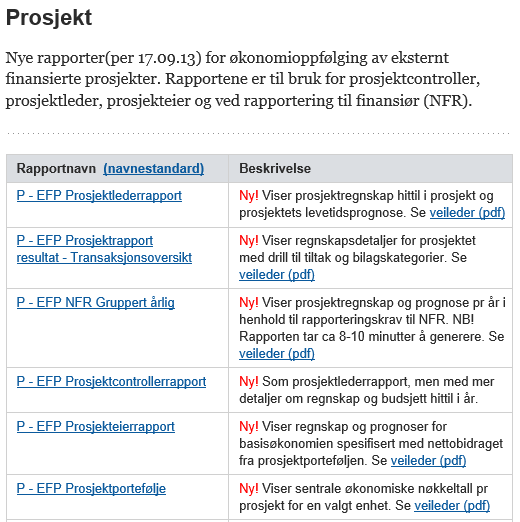 Prosjekt
Nye rapporter(per 17.09.13) for økonomioppfølging av eksternt
finansierte prosjekter. Rapportene er til bruk for prosjektcontroller,
prosjektleder, prosjekteier og ved rapportering til finansiør (NFR).
Rapportnavn (navnestandard) Beskrivelse
P - EFP Prosjektlederrapport
Ny! Viser prosjektregnskap hittil i prosjekt og
prosjektets levetidsprognose. Se veileder (pdf)
P - EFP Prosjektrapport
resultat - Transaksjonsoversikt
Ny! Viser regnskapsdetaljer for prosjektet
med drill til tiltak og bilagskategorier. Se
veileder (pdf)
P - EFP NFR Gruppert årlig
Ny! Viser prosjektregnskap og prognose pr år i
henhold til rapporteringskrav til NFR. NB!
Rapporten tar ca 8-10 minutter å generere. Se
veileder (pdf)
P - EFP Prosjektcontrollerrapport
Ny! Som prosjektlederrapport, men med mer
detaljer om regnskap og budsjett hittil i år.
P - EFP Prosjekteierrapport
Ny! Viser regnskap og prognoser for
basisøkonomien spesifisert med nettobidraget
fra prosjektporteføljen. Se veileder (pdf)
P - EFP Prosjektportefølje
Ny! Viser sentrale økonomiske nøkkeltall pr
prosjekt for en valgt enhet. Se veileder (pdf)